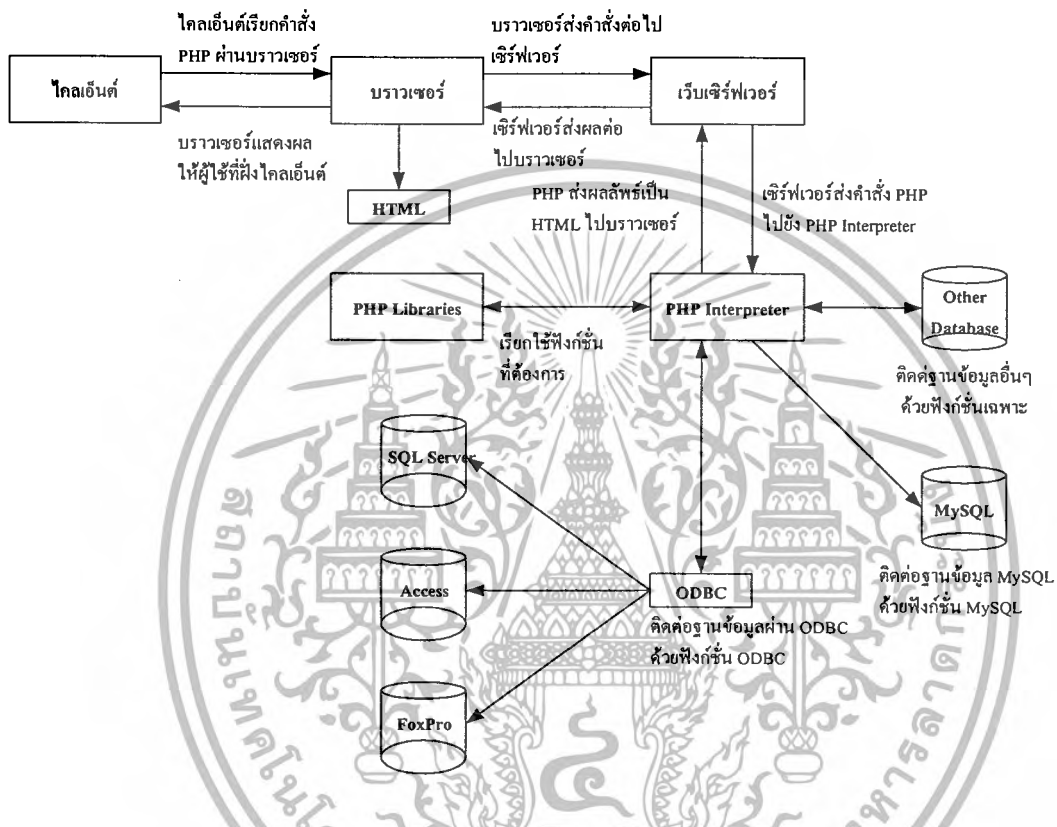 ไคลเอ็นต์เรียกคำสั่ง
PHP ผ่านบราวเซอร์
บราวเซอร์ส่งคำสั่งต่อไป
เซิร์ฟเวอร์
ไคลเอ็นต์
บราวเซอร์
เว็บเซิร์ฟเวอร์
บราวเซอร์แสดงผล
ให้ผู้ใช้ที่ฝั่งไคลเอ็นต์
เซิร์ฟเวอร์ส่งผลต่อ
ไปบราวเซอร์
HTML
PHP ส่งผลลัพธ์เป็น
HTML ไปบราวเซอร์
เซิร์ฟเวอร์ส่งคำสั่ง PHP
ไปยัง PHP Interpreter
PHP Libraries
PHP Interpreter
Other
Database
เรียกใช้ฟังก์ชั่น
ที่ต้องการ
ติดต่ฐานข้อมูลอื่นๆ
ด้วยฟังก์ชั่นเฉพาะ
SQL Server
MySQL
ติดต่อฐานข้อมูล MySQL
ด้วยฟังก์ชั่น MySQL
Access
ODBC
ติดต่อฐานข้อมูลผ่าน ODBC
ด้วยฟังก์ชั่น ODBC
FoxPro